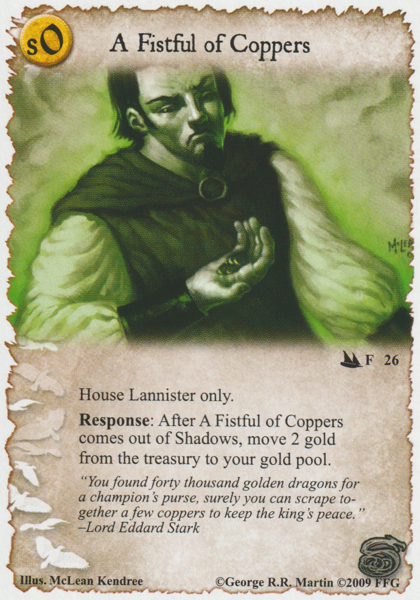 s0
A Fistful of Coppers
F 26
House Lannister only.
Response: After A Fistful of Coppers
comes out of Shadows, move 2 gold
from the treasury to your gold pool.
"You found forty thousand golden dragons for
a champion's purse, surely you can scrape to-
gether a few coppers to keep the king's peace."
–Lord Eddard Stark
Illus. McLean Kendree
©George R.R. Martin ©2009 FFG